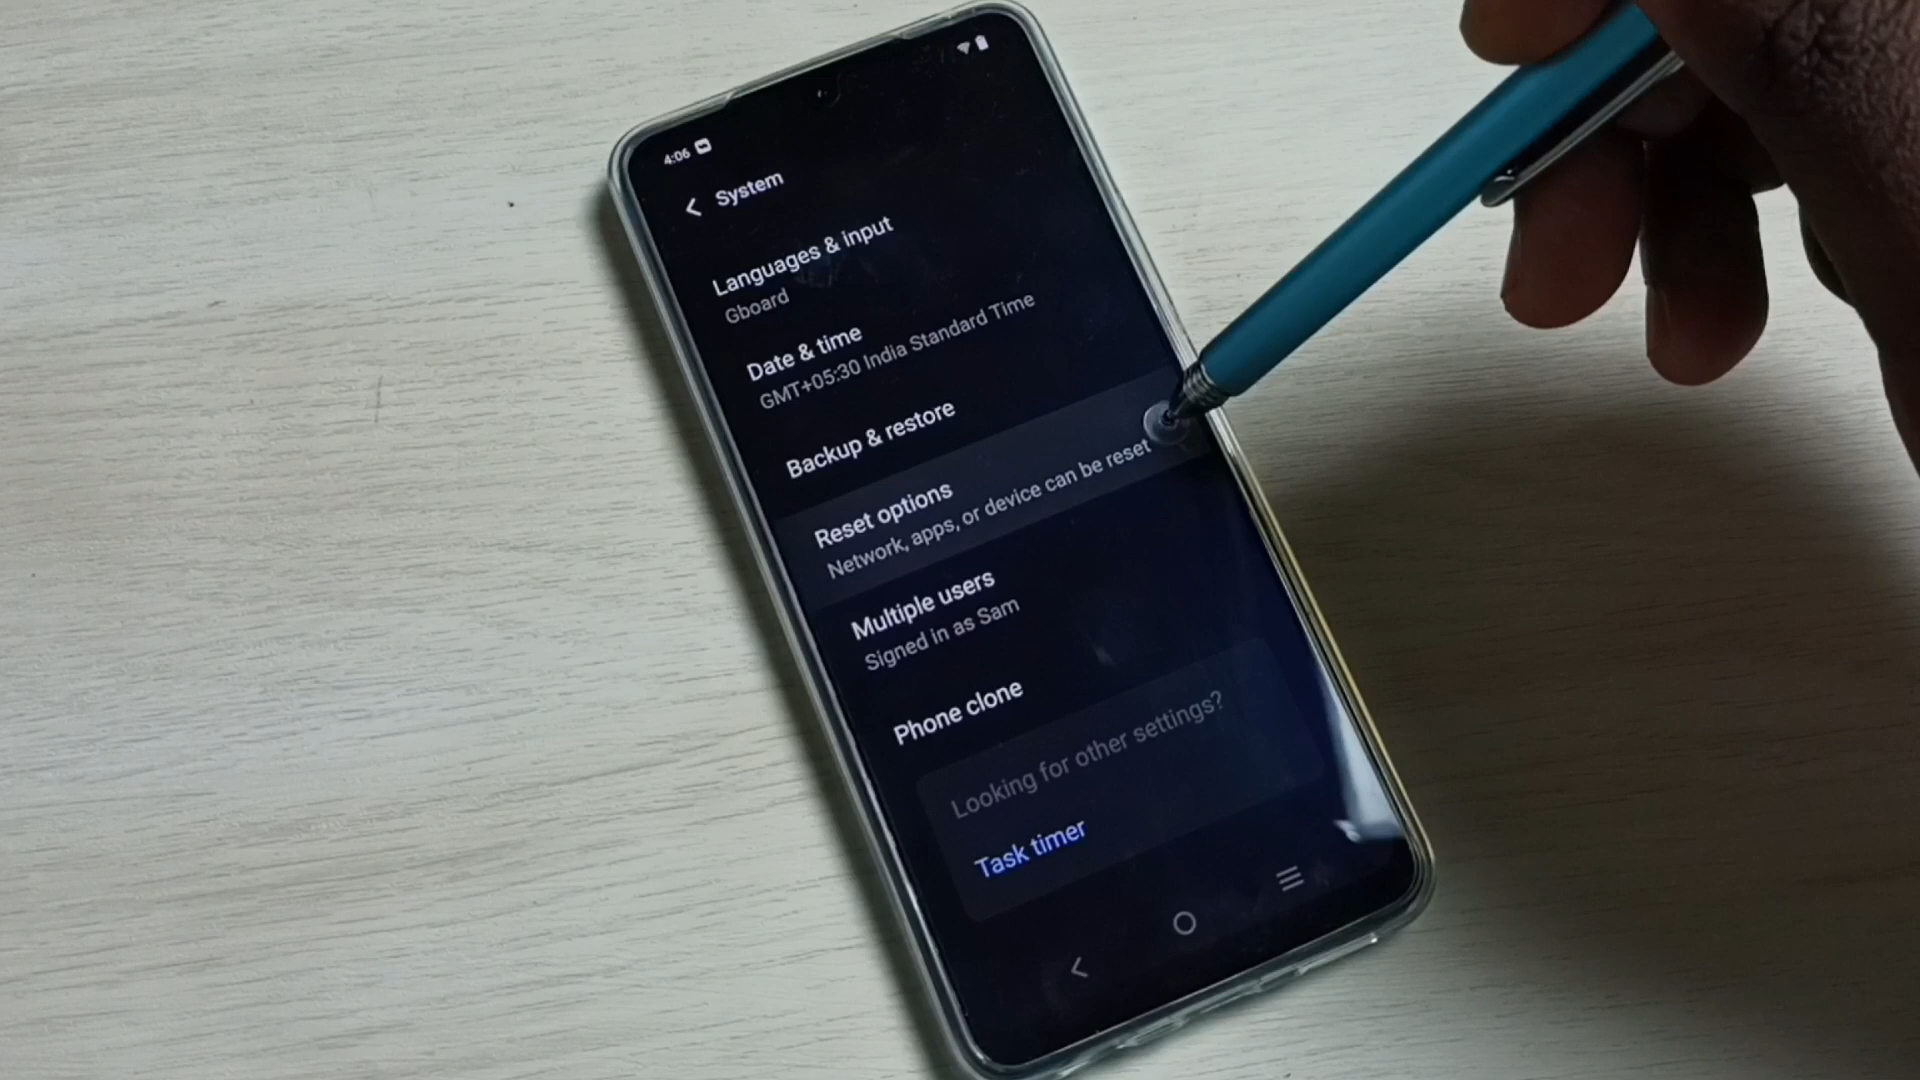 4:06
System
Languages & input
Gboard
Date & time
GMT+05:30 India Standard Time
Backup & restore
Reset options
Network, apps, or device can be reset
Multiple users
Signed in as Sam
Phone clone
Looking for other settings?
Task timer